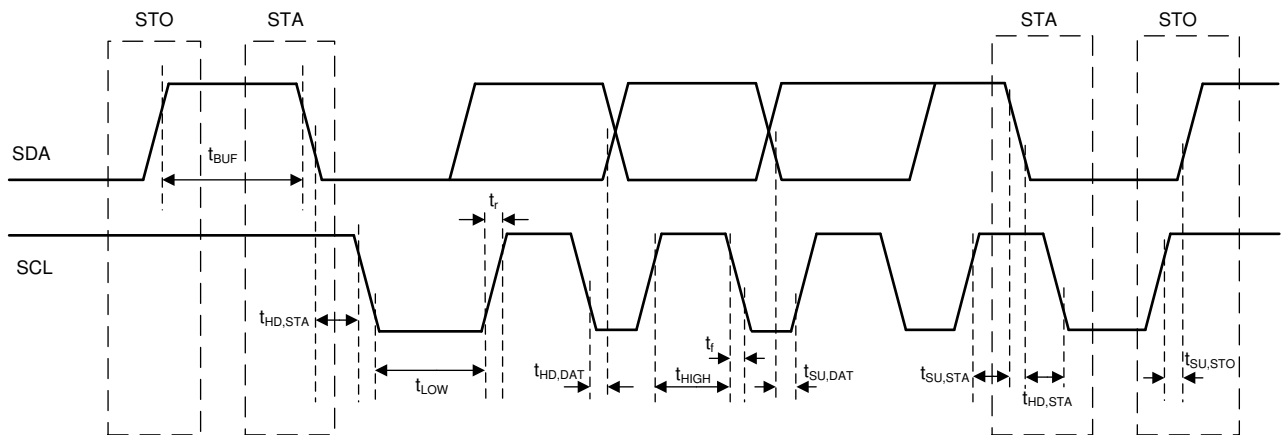 STO
STA
STA
STO
SDA
tBUF
tr
SCL
tHD,STA
tLOW
tHD,DAT
tHIGH
tf
tSU,DAT
tSU,STA
tHD,STA
tSU,STO